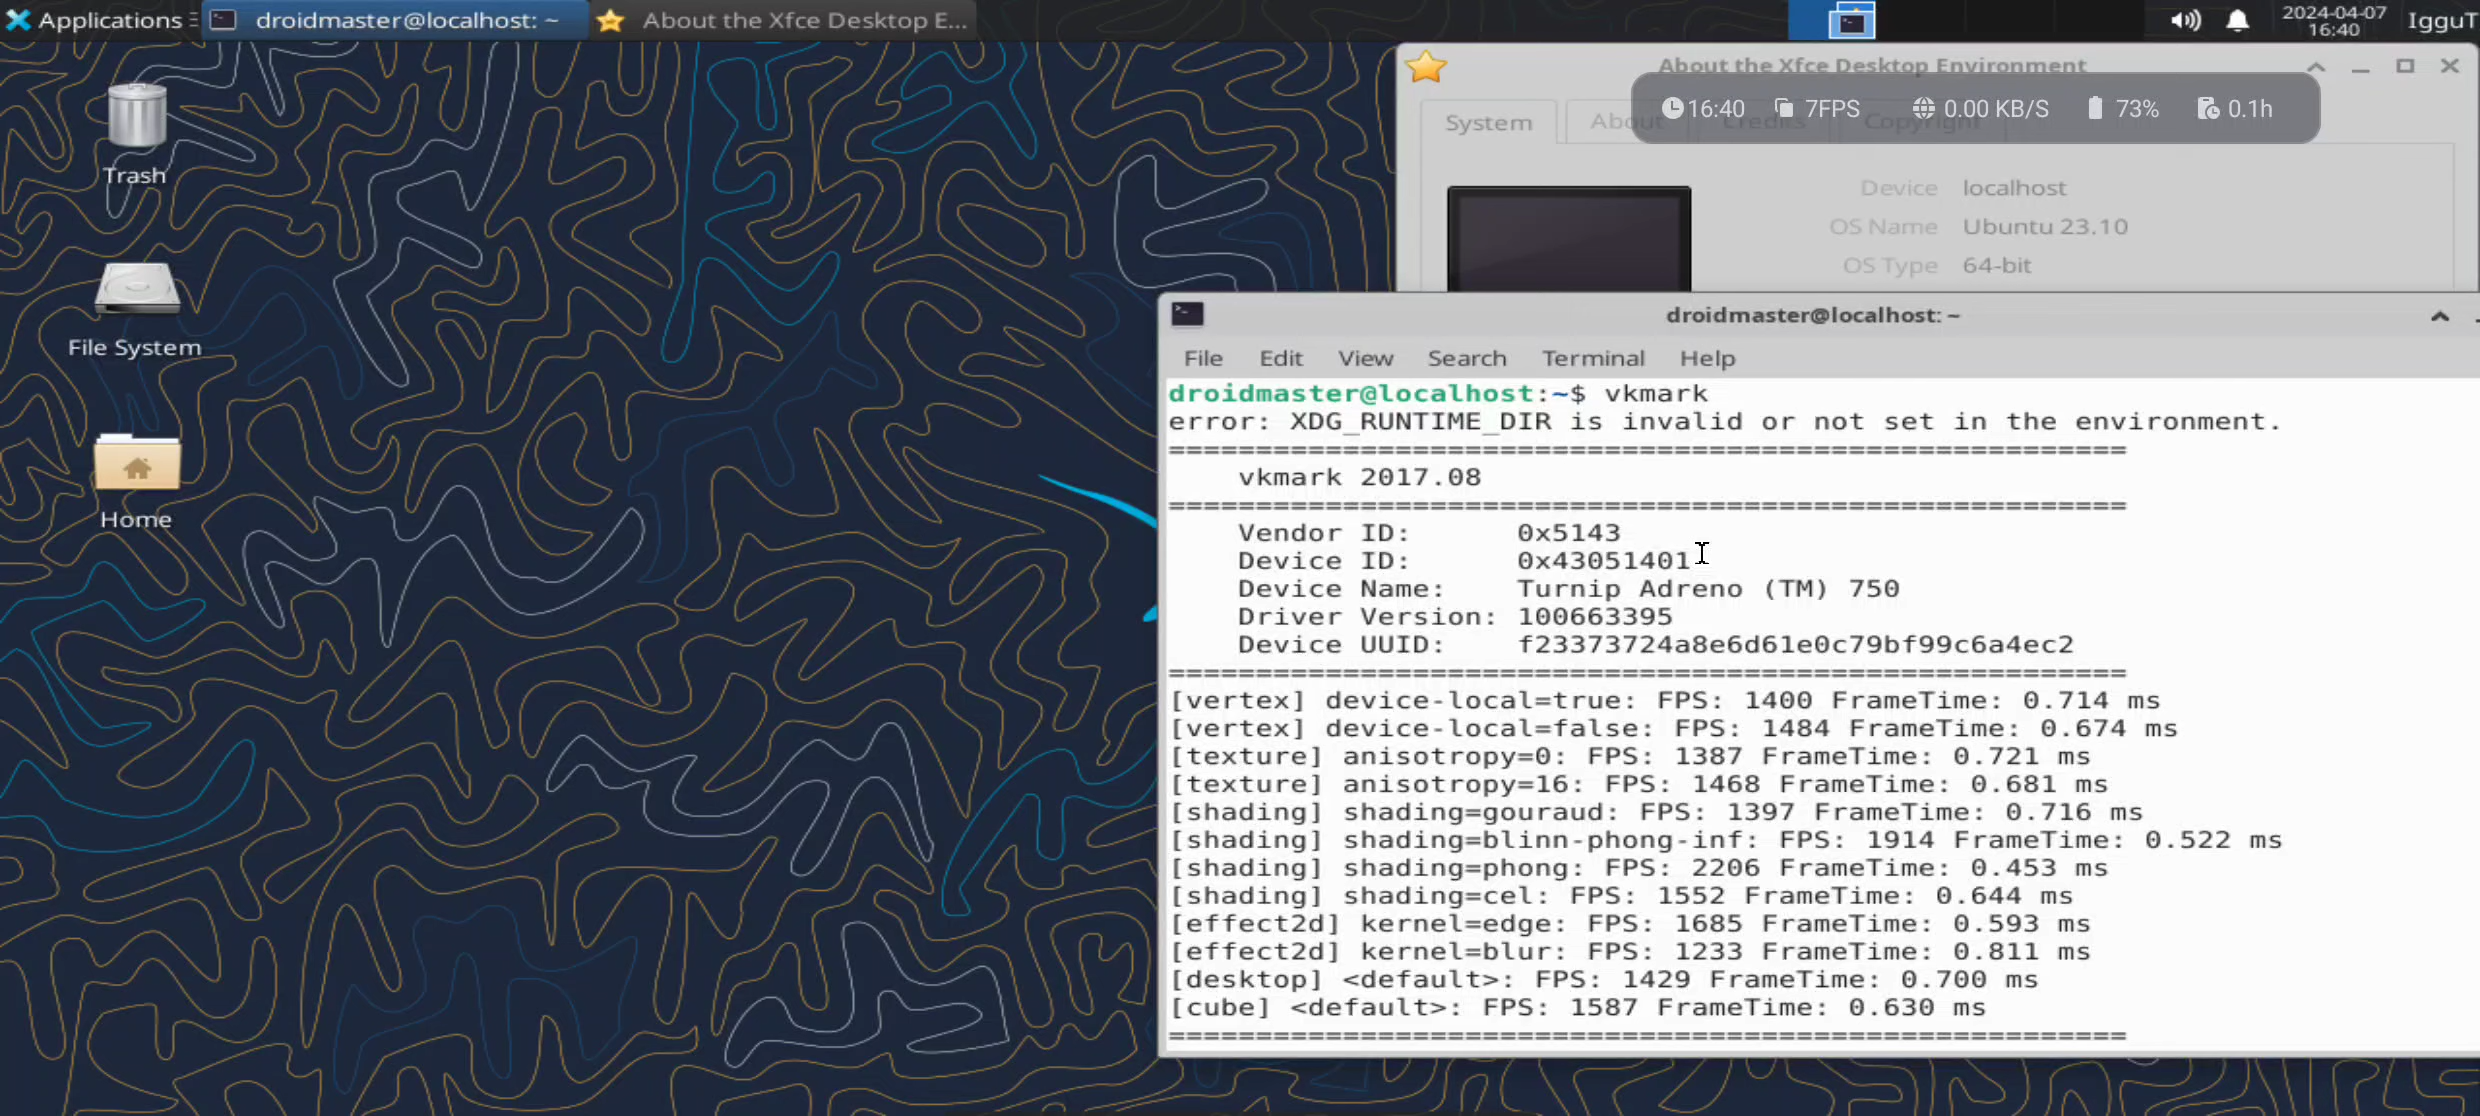 Applications
droidmaster@localhost: ~
About the Xfce Desktop E...
2024-04-07
16:40
IgguT
Trash
File System
Home
About the Xfce Desktop Environment
16:40 7FPS 0.00 KB/S 73% 0.1h
System About Credits Copyright
Device localhost
OS Name Ubuntu 23.10
OS Type 64-bit
droidmaster@localhost: ~
File Edit View Search Terminal Help
droidmaster@localhost:~$ vkmark
error: XDG_RUNTIME_DIR is invalid or not set in the environment.
=======================================================
vkmark 2017.08
=======================================================
Vendor ID: 0x5143
Device ID: 0x43051401
Device Name: Turnip Adreno (TM) 750
Driver Version: 100663395
Device UUID: f23373724a8e6d61e0c79bf99c6a4ec2
=======================================================
[vertex] device-local=true: FPS: 1400 FrameTime: 0.714 ms
[vertex] device-local=false: FPS: 1484 FrameTime: 0.674 ms
[texture] anisotropy=0: FPS: 1387 FrameTime: 0.721 ms
[texture] anisotropy=16: FPS: 1468 FrameTime: 0.681 ms
[shading] shading=gouraud: FPS: 1397 FrameTime: 0.716 ms
[shading] shading=blinn-phong-inf: FPS: 1914 FrameTime: 0.522 ms
[shading] shading=phong: FPS: 2206 FrameTime: 0.453 ms
[shading] shading=cel: FPS: 1552 FrameTime: 0.644 ms
[effect2d] kernel=edge: FPS: 1685 FrameTime: 0.593 ms
[effect2d] kernel=blur: FPS: 1233 FrameTime: 0.811 ms
[desktop] <default>: FPS: 1429 FrameTime: 0.700 ms
[cube] <default>: FPS: 1587 FrameTime: 0.630 ms
=======================================================